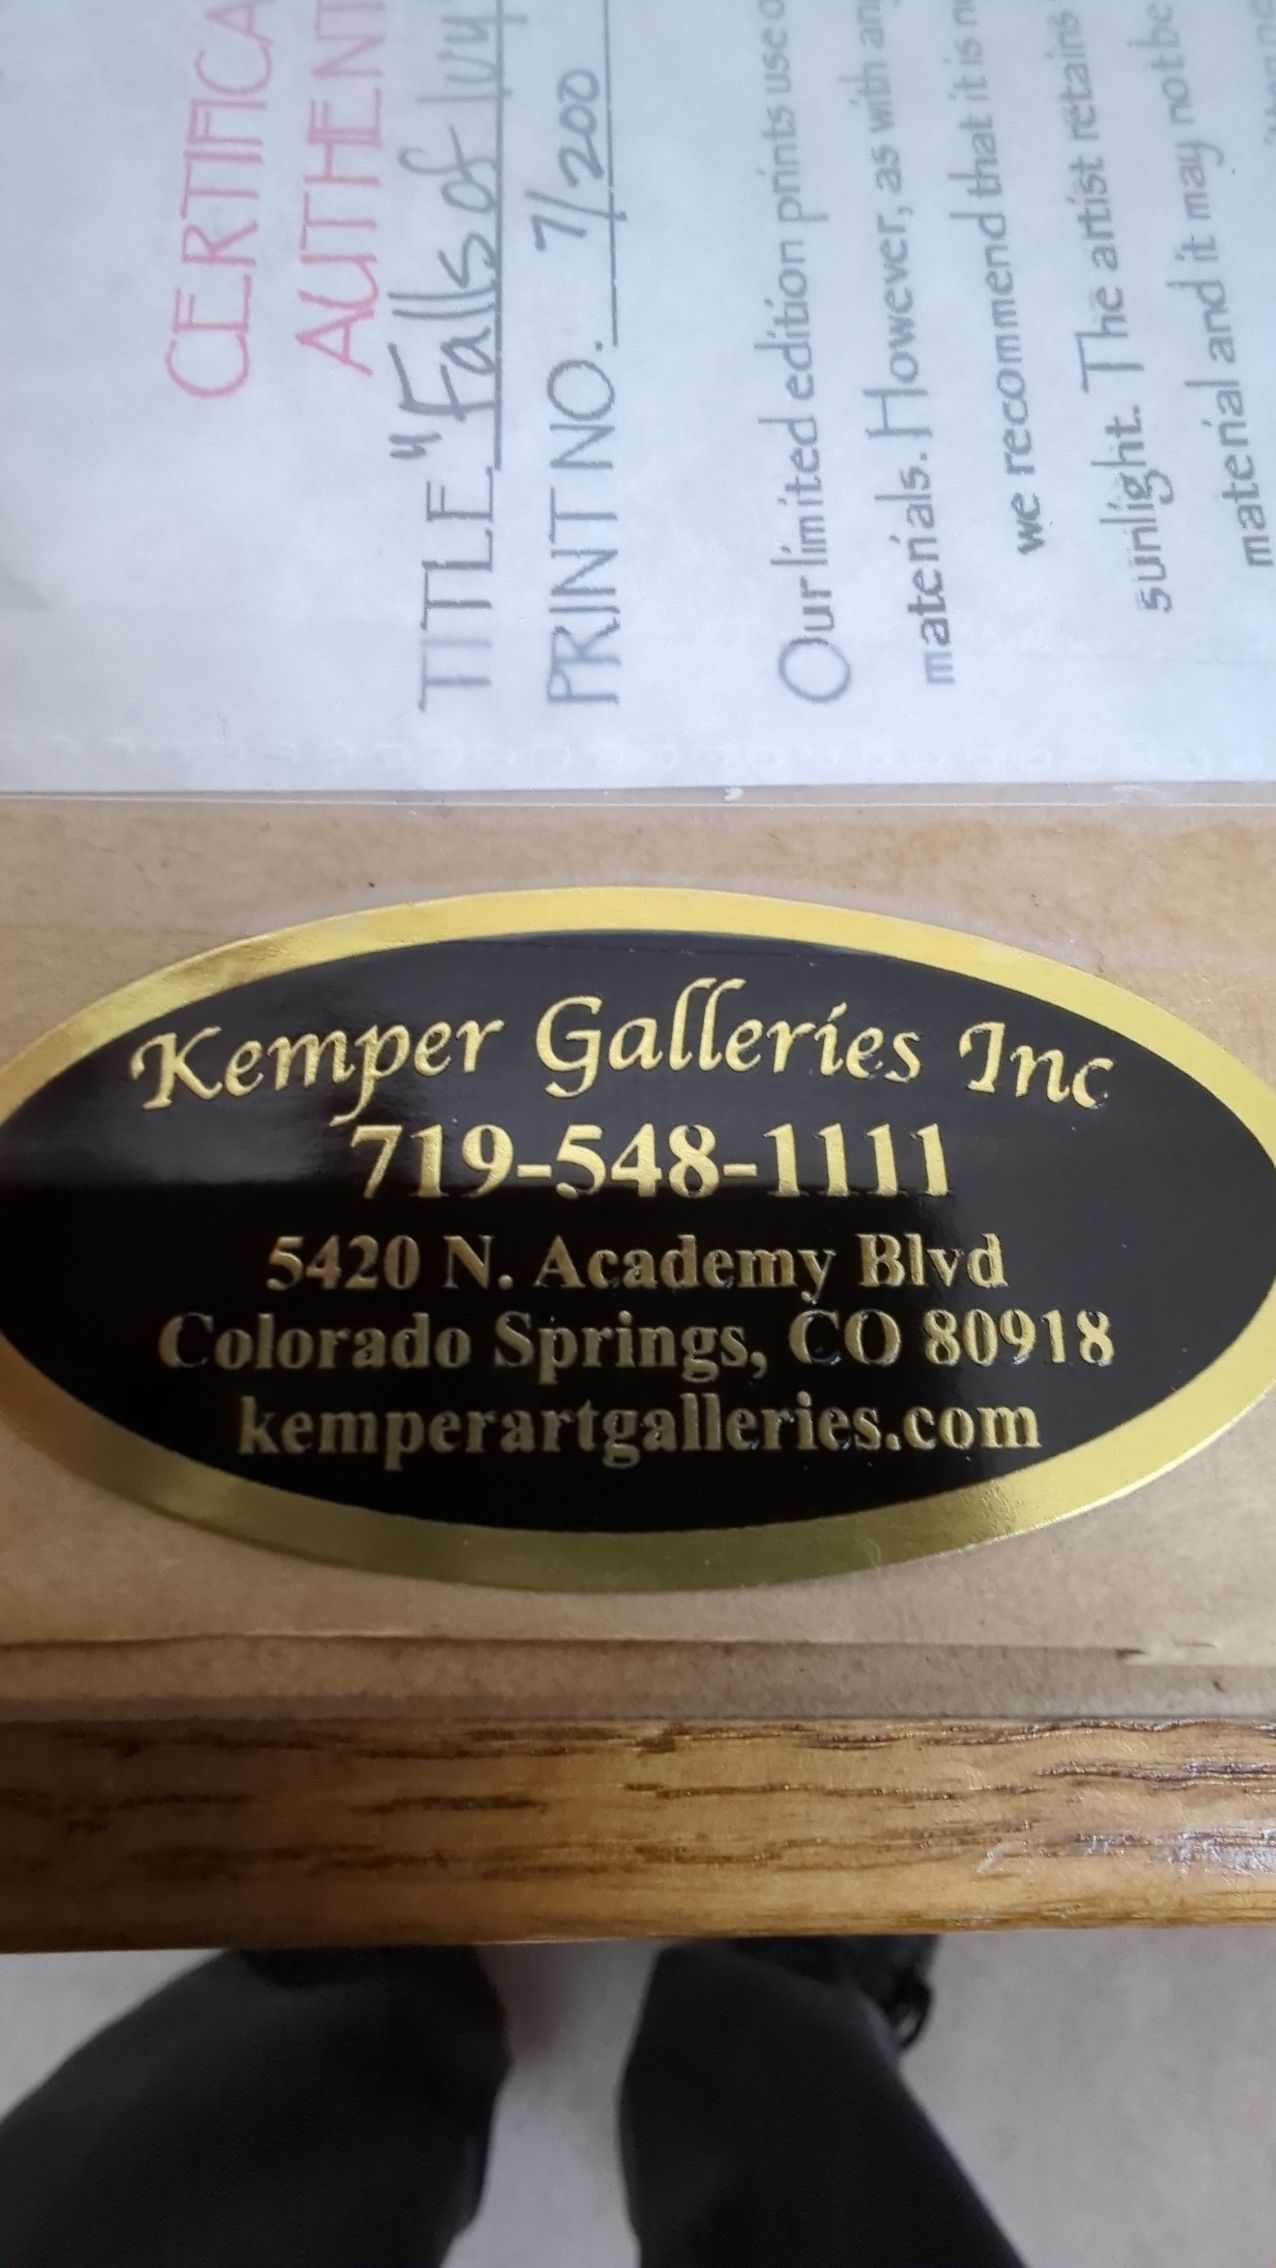 CERTIFICA
AUTHENT
TITLE "Falls of Ivy
PRINT NO. 7/200
Our limited edition prints use
materials. However, as with
we recommend that it is
sunlight. The artist retains
material and it may not be
Kemper Galleries Inc
719-548-1111
5420 N. Academy Blvd
Colorado Springs, CO 80918
kemperartgalleries.com